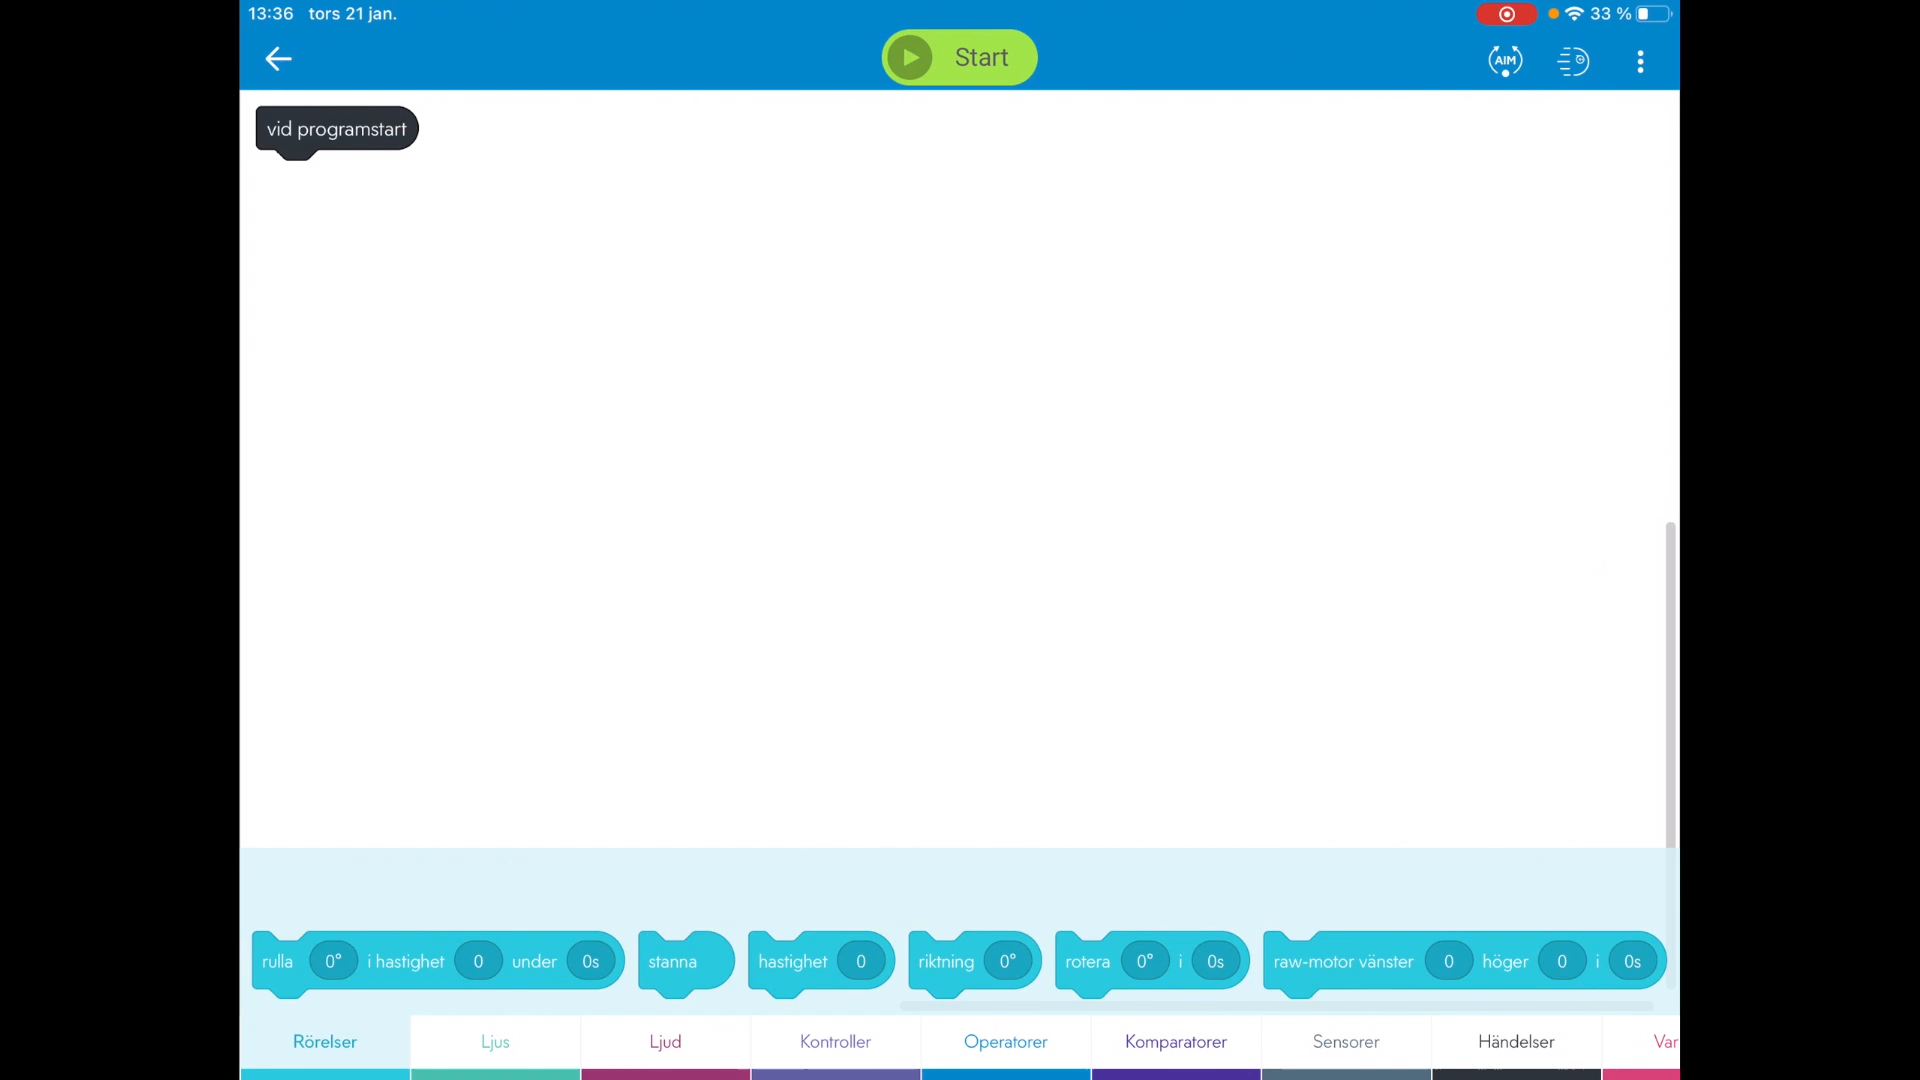 13:36 tors 21 jan. 33 %
Start
AIM
vid programstart
rulla 0° i hastighet 0 under 0s stanna hastighet 0 riktning 0° rotera 0° i 0s raw-motor vänster 0 höger 0 i 0s
Rörelser Ljus Ljud Kontroller Operatorer Komparatorer Sensorer Händelser Var